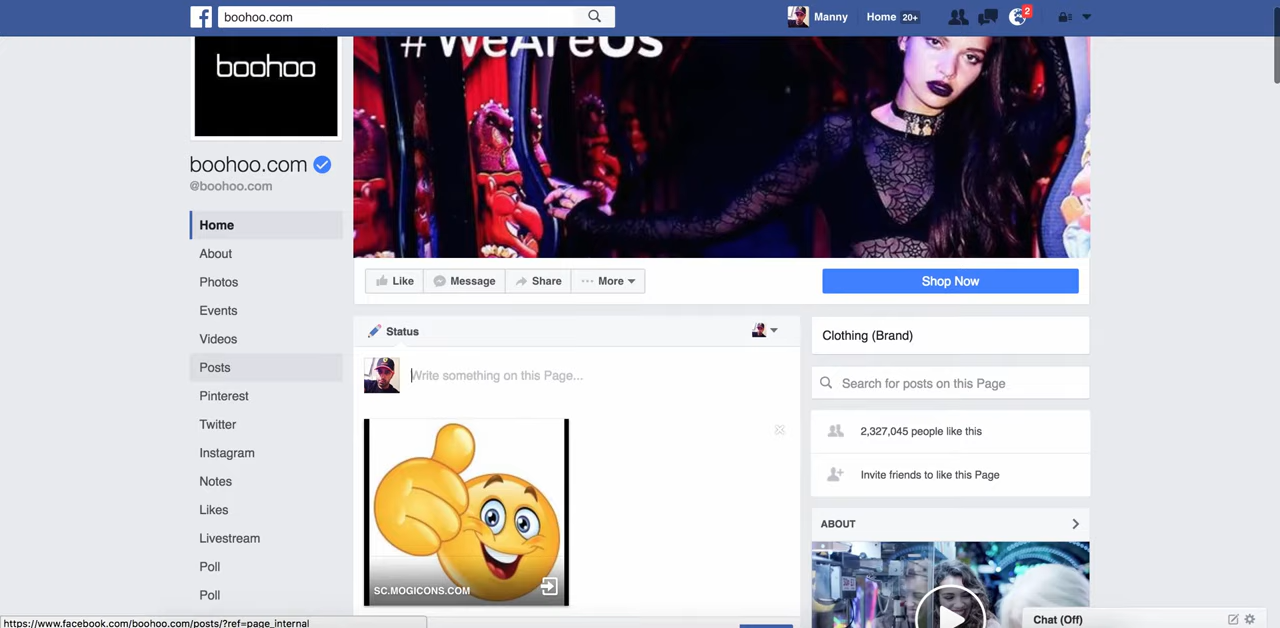 boohoo.com
Manny
Home 20+
2
#WeAreUs
boohoo
boohoo.com
@boohoo.com
Home
About
Photos
Events
Videos
Posts
Pinterest
Twitter
Instagram
Notes
Likes
Livestream
Poll
Poll
Like
Message
Share
More
Shop Now
Status
Write something on this Page...
SC.MOGICONS.COM
Clothing (Brand)
Search for posts on this Page
2,327,045 people like this
Invite friends to like this Page
ABOUT
Chat (Off)
https://www.facebook.com/boohoo.com/posts/?ref=page_internal